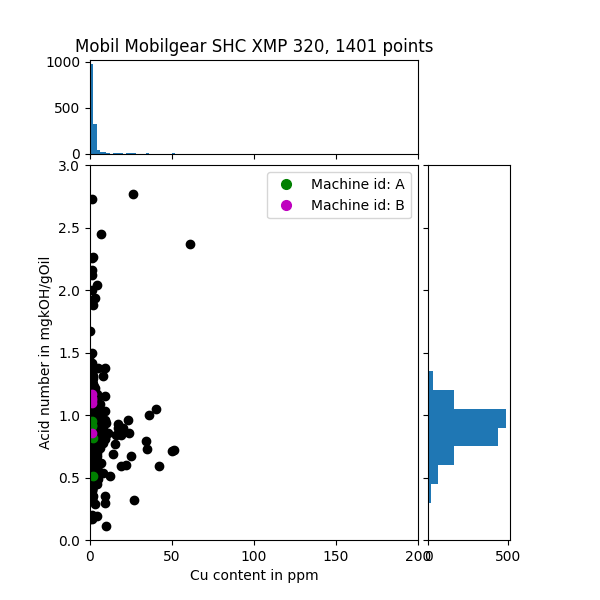 Mobil Mobilgear SHC XMP 320, 1401 points
1000
500
0
3.0
2.5
2.0
1.5
1.0
0.5
0.0
Acid number in mgkOH/gOil
Machine id: A
Machine id: B
0 50 100 150 200
0 500
Cu content in ppm